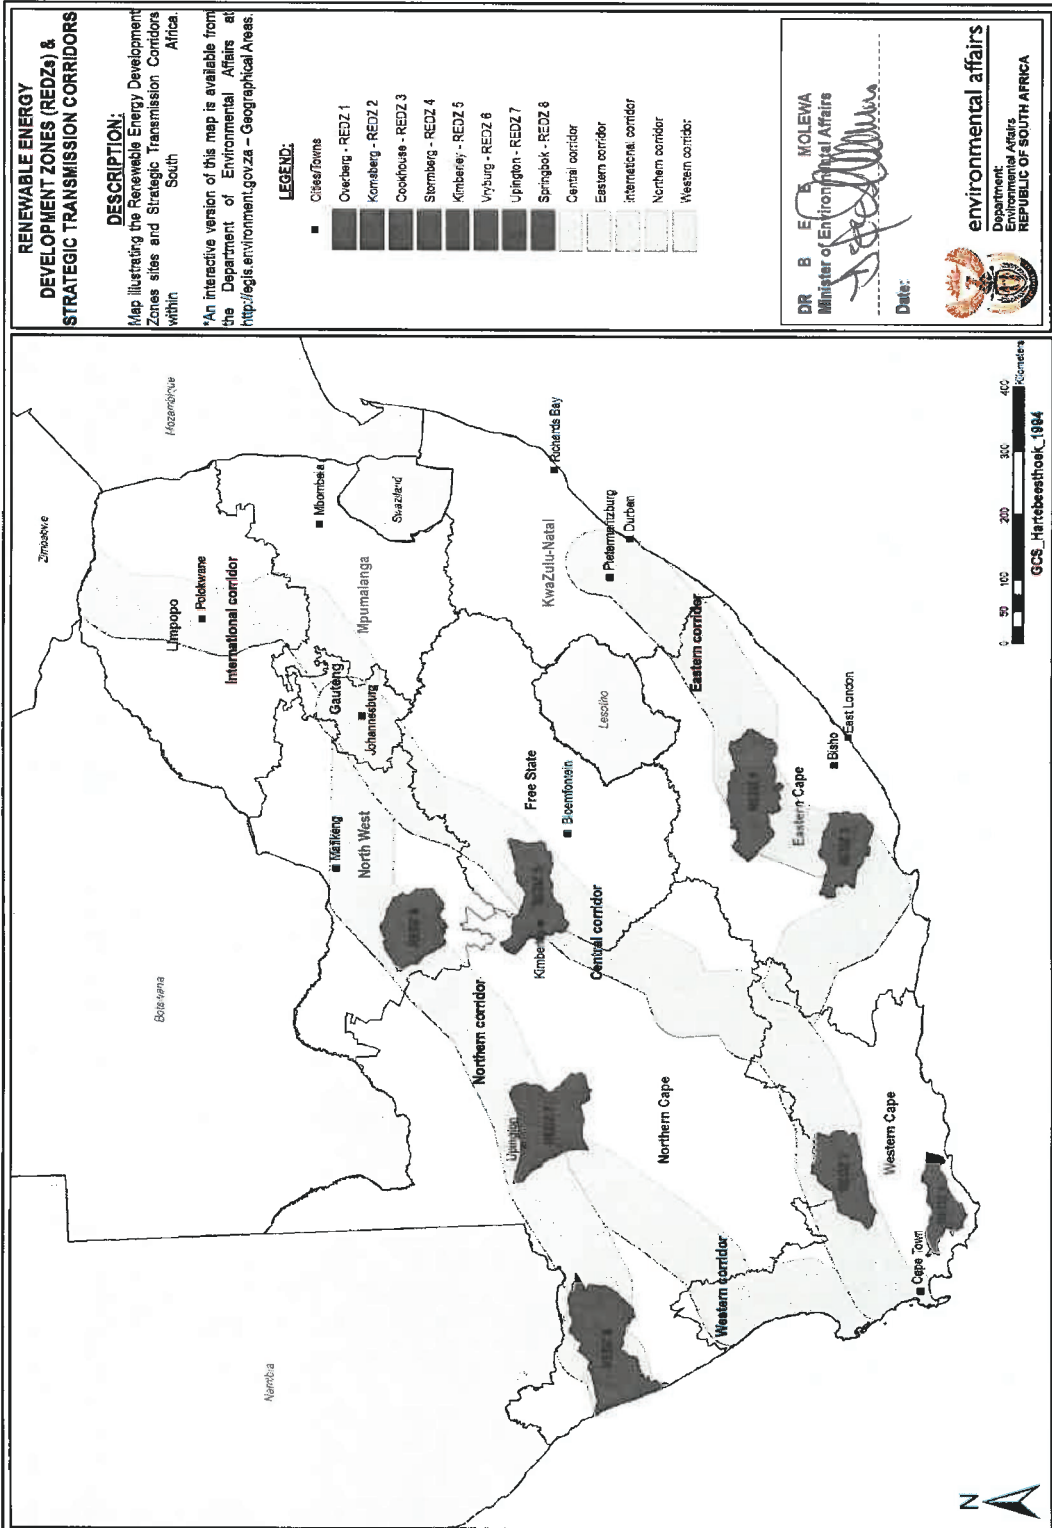 RENEWABLE ENERGY
DEVELOPMENT ZONES (REDZs) &
STRATEGIC TRANSMISSION CORRIDORS
DESCRIPTION:
Map illustrating the Renewable Energy Development
Zones sites and Strategic Transmission Corridors
within South Africa.
*An interactive version of this map is available from
the Department of Environmental Affairs at
http://egis.environment.gov.za – Geographical Areas.
LEGEND:
Cities/Towns
Overberg - REDZ 1
Komsberg - REDZ 2
Cookhouse - REDZ 3
Stormberg - REDZ 4
Kimberley - REDZ 5
Vryburg - REDZ 6
Upington - REDZ 7
Springbok - REDZ 8
Central corridor
Eastern corridor
International corridor
Northern corridor
Western corridor
DR B E E MOLEWA
Minister of Environmental Affairs
Date:
environmental affairs
Department:
Environmental Affairs
REPUBLIC OF SOUTH AFRICA
Zimbabwe
Mozambique
Botswana
Namibia
Limpopo
Polokwane
International corridor
Mbombela
Swaziland
Mpumalanga
Gauteng
Johannesburg
Mafikeng
North West
Free State
Bloemfontein
Lesotho
KwaZulu-Natal
Richards Bay
Pietermaritzburg
Durban
Eastern corridor
Northern corridor
Central corridor
Upington
Northern Cape
Eastern Cape
Bisho
East London
Western corridor
Western Cape
Cape Town
N
0 50 100 200 300 400
Kilometers
GCS_Hartebeesthoek_1994